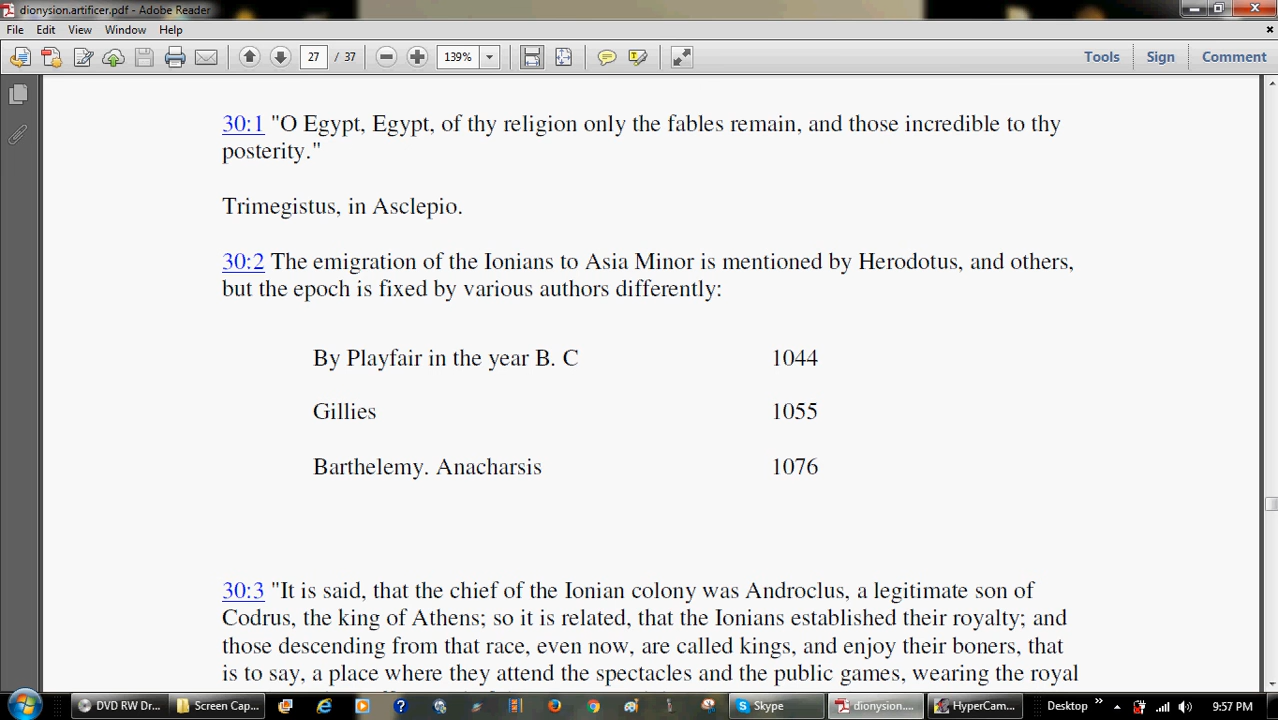 dionysion.artificer.pdf - Adobe Reader
File Edit View Window Help
27 / 37 139% Tools Sign Comment
30:1 "O Egypt, Egypt, of thy religion only the fables remain, and those incredible to thy
posterity."
Trimegistus, in Asclepio.
30:2 The emigration of the Ionians to Asia Minor is mentioned by Herodotus, and others,
but the epoch is fixed by various authors differently:
By Playfair in the year B. C 1044
Gillies 1055
Barthelemy. Anacharsis 1076
30:3 "It is said, that the chief of the Ionian colony was Androclus, a legitimate son of
Codrus, the king of Athens; so it is related, that the Ionians established their royalty; and
those descending from that race, even now, are called kings, and enjoy their boners, that
is to say, a place where they attend the spectacles and the public games, wearing the royal
DVD RW Dr... Screen Cap... Skype dionysion.... HyperCam... Desktop » 9:57 PM